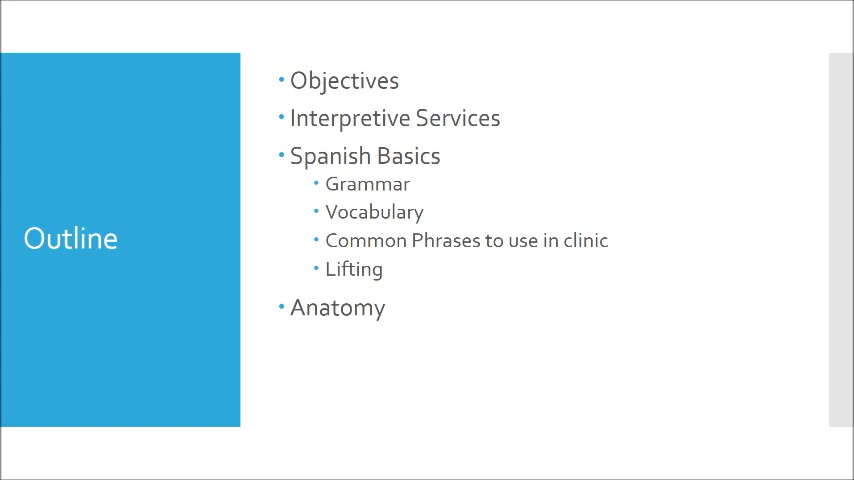 Outline
• Objectives
• Interpretive Services
• Spanish Basics
• Grammar
• Vocabulary
• Common Phrases to use in clinic
• Lifting
• Anatomy